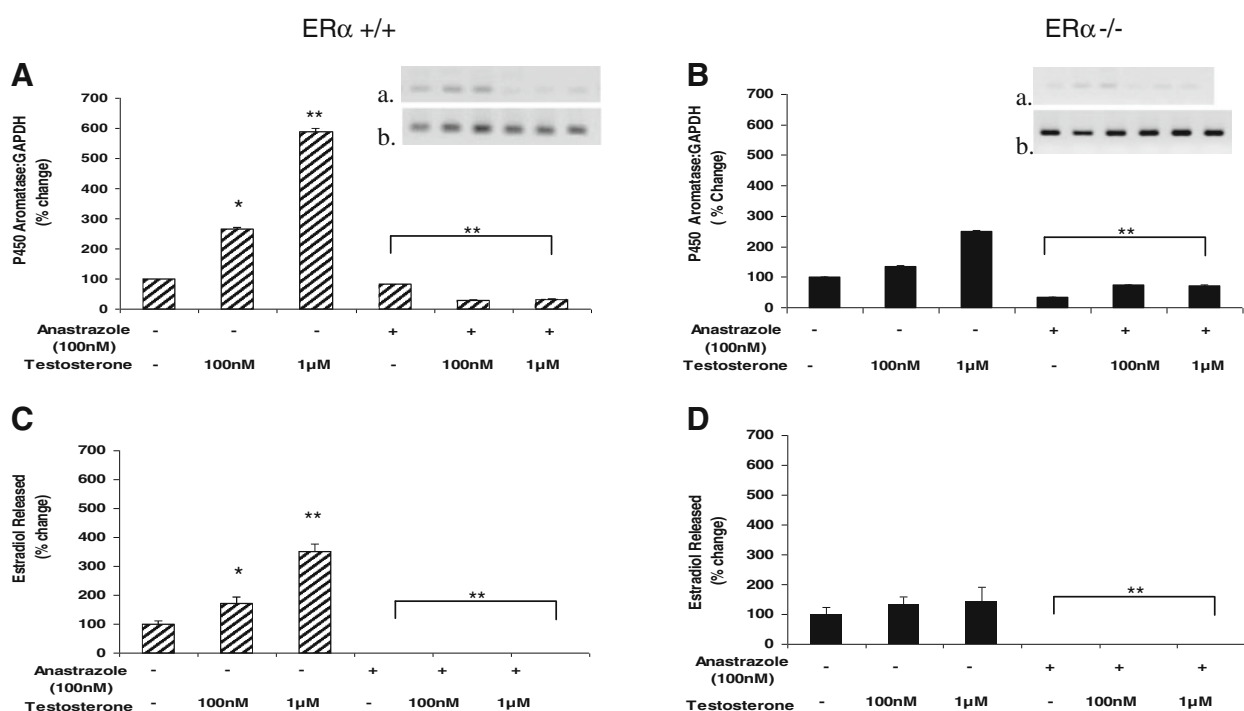 ERα +/+
ERα -/-
A
a.
b.
700
600
500
400
300
200
100
0
P450 Aromatase:GAPDH
(% change)
*
**
**
Anastrazole - - - + + +
(100nM)
Testosterone - 100nM 1µM - 100nM 1µM
B
a.
b.
700
600
500
400
300
200
100
0
P450 Aromatase:GAPDH
( % Change)
**
Anastrazole - - - + + +
(100nM)
Testosterone - 100nM 1µM - 100nM 1µM
C
700
600
500
400
300
200
100
0
Estradiol Released
(% change)
*
**
**
Anastrazole - - - + + +
(100nM)
Testosterone - 100nM 1µM - 100nM 1µM
D
700
600
500
400
300
200
100
0
Estradiol Released
(% change)
**
Anastrazole - - - + + +
(100nM)
Testosterone - 100nM 1µM - 100nM 1µM